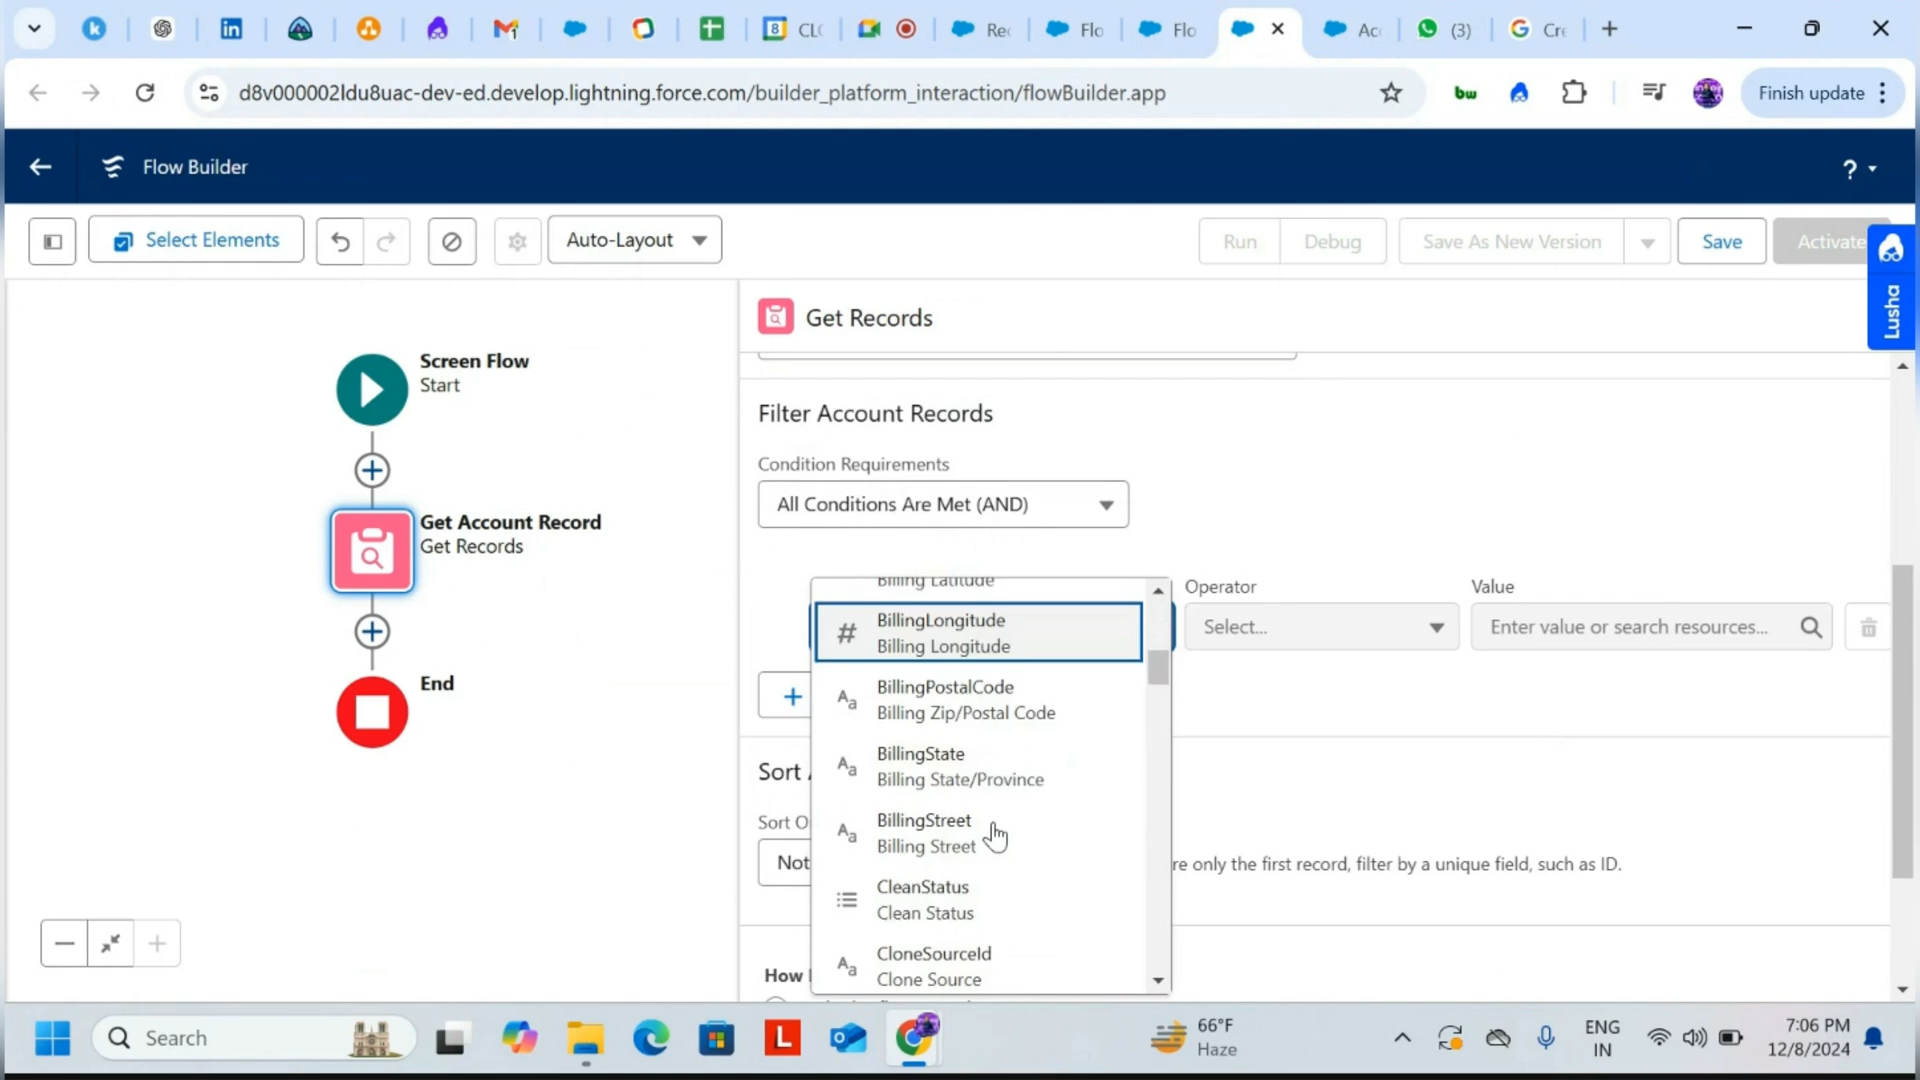 CL
Re
Flo
Flo
Ac
(3)
Cr
d8v000002ldu8uac-dev-ed.develop.lightning.force.com/builder_platform_interaction/flowBuilder.app
bw
Finish update
Flow Builder
?
Select Elements
Auto-Layout
Run
Debug
Save As New Version
Save
Activate
Lusha
Screen Flow
Start
Get Account Record
Get Records
End
Get Records
Filter Account Records
Condition Requirements
All Conditions Are Met (AND)
Billing Latitude
BillingLongitude
Billing Longitude
BillingPostalCode
Billing Zip/Postal Code
BillingState
Billing State/Province
BillingStreet
Billing Street
CleanStatus
Clean Status
CloneSourceId
Clone Source
Operator
Select...
Value
Enter value or search resources...
Sort
Sort O
Not
re only the first record, filter by a unique field, such as ID.
How
Search
66°F
Haze
ENG
IN
7:06 PM
12/8/2024